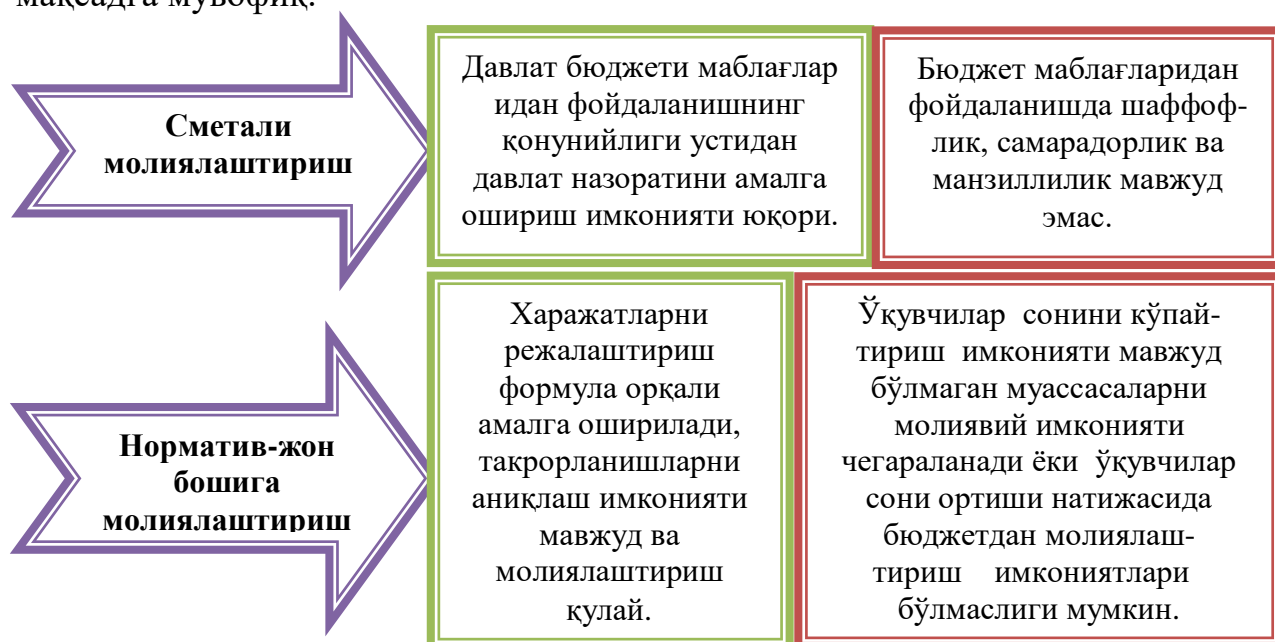 мақсадга мувофиқ.
Сметали
молиялаштириш
Давлат бюджети маблағлар
идан фойдаланишнинг
қонунийлиги устидан
давлат назоратини амалга
ошириш имконияти юқори.
Бюджет маблағларидан
фойдаланишда шаффоф-
лик, самарадорлик ва
манзиллилик мавжуд
эмас.
Норматив-жон
бошига
молиялаштириш
Харажатларни
режалаштириш
формула орқали
амалга оширилади,
такрорланишларни
аниқлаш имконияти
мавжуд ва
молиялаштириш
қулай.
Ўқувчилар сонини кўпай-
тириш имконияти мавжуд
бўлмаган муассасаларни
молиявий имконияти
чегараланади ёки ўқувчилар
сони ортиши натижасида
бюджетдан молиялаш-
тириш имкониятлари
бўлмаслиги мумкин.